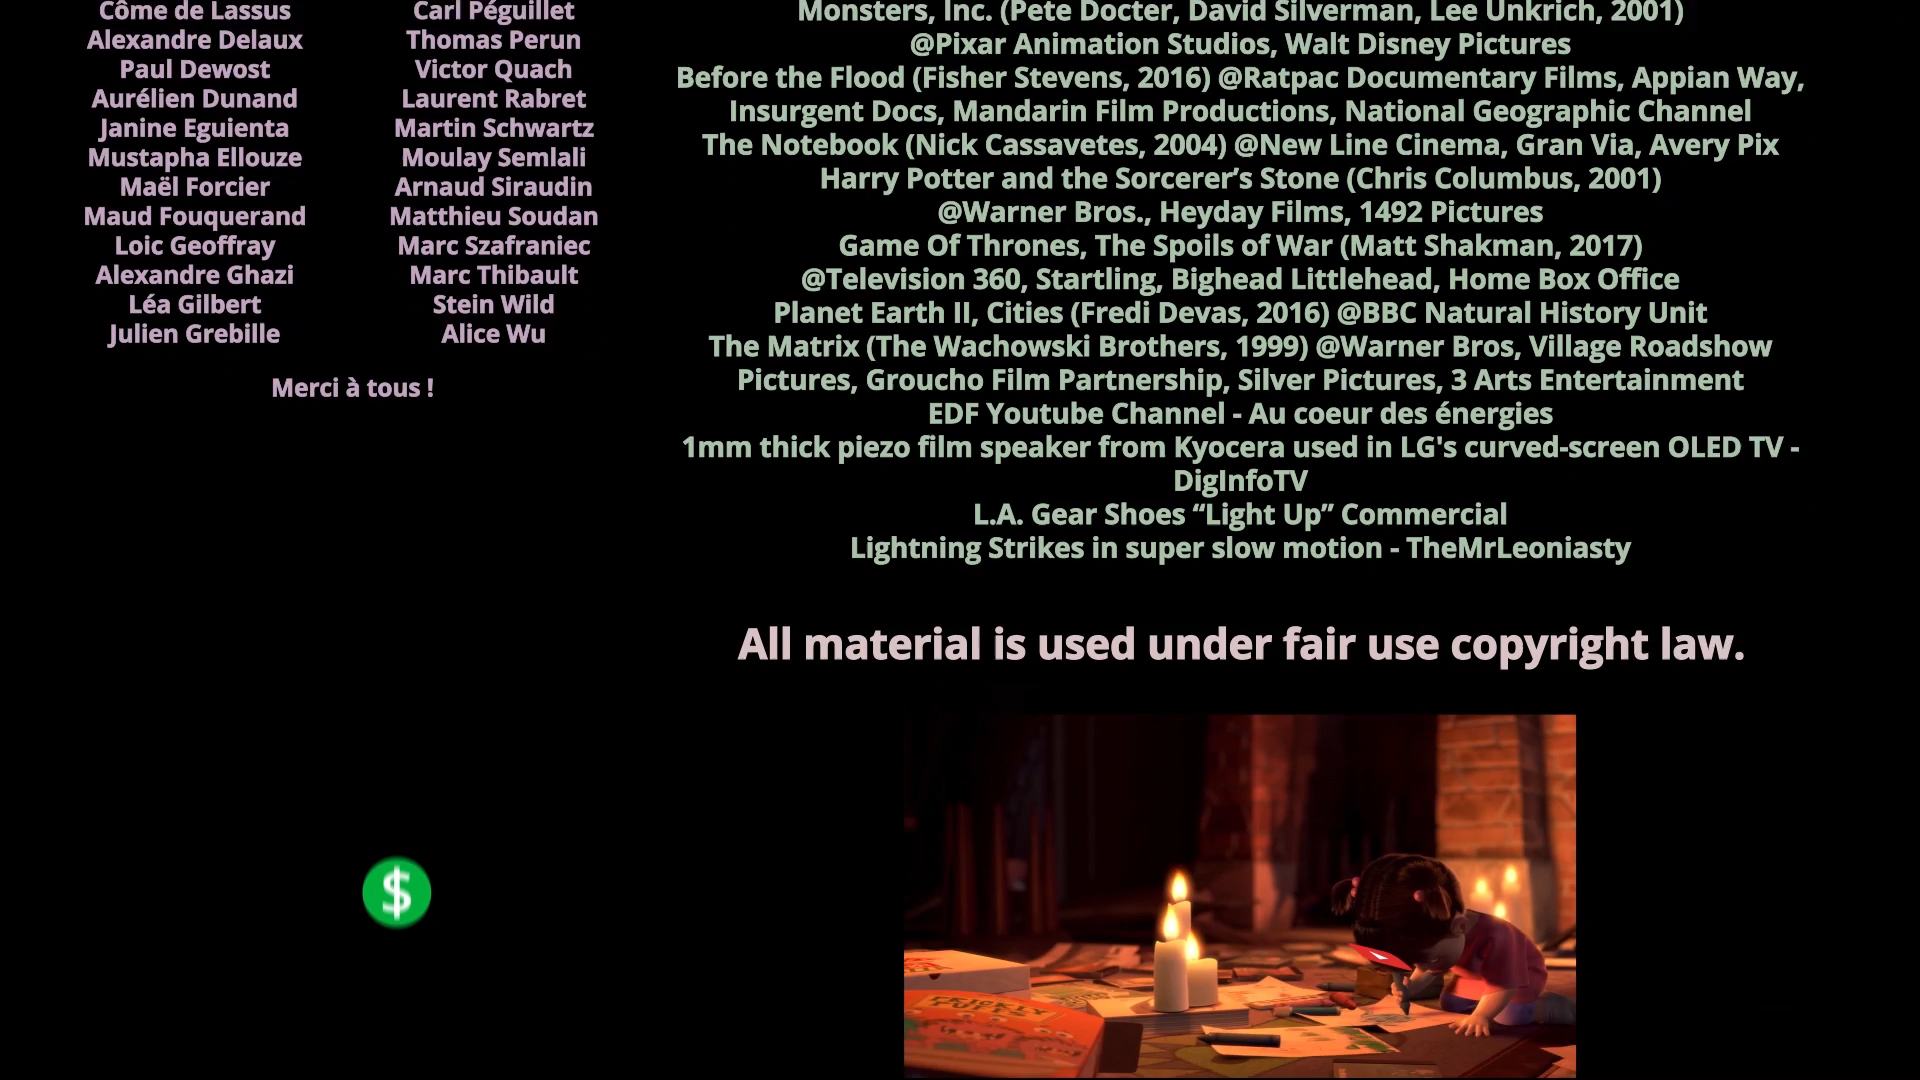 Côme de Lassus
Alexandre Delaux
Paul Dewost
Aurélien Dunand
Janine Eguienta
Mustapha Ellouze
Maël Forcier
Maud Fouquerand
Loic Geoffray
Alexandre Ghazi
Léa Gilbert
Julien Grebille
Carl Péguillet
Thomas Perun
Victor Quach
Laurent Rabret
Martin Schwartz
Moulay Semlali
Arnaud Siraudin
Matthieu Soudan
Marc Szafraniec
Marc Thibault
Stein Wild
Alice Wu
Merci à tous !
Monsters, Inc. (Pete Docter, David Silverman, Lee Unkrich, 2001)
@Pixar Animation Studios, Walt Disney Pictures
Before the Flood (Fisher Stevens, 2016) @Ratpac Documentary Films, Appian Way,
Insurgent Docs, Mandarin Film Productions, National Geographic Channel
The Notebook (Nick Cassavetes, 2004) @New Line Cinema, Gran Via, Avery Pix
Harry Potter and the Sorcerer’s Stone (Chris Columbus, 2001)
@Warner Bros., Heyday Films, 1492 Pictures
Game Of Thrones, The Spoils of War (Matt Shakman, 2017)
@Television 360, Startling, Bighead Littlehead, Home Box Office
Planet Earth II, Cities (Fredi Devas, 2016) @BBC Natural History Unit
The Matrix (The Wachowski Brothers, 1999) @Warner Bros, Village Roadshow
Pictures, Groucho Film Partnership, Silver Pictures, 3 Arts Entertainment
EDF Youtube Channel - Au coeur des énergies
1mm thick piezo film speaker from Kyocera used in LG's curved-screen OLED TV -
DigInfoTV
L.A. Gear Shoes “Light Up” Commercial
Lightning Strikes in super slow motion - TheMrLeoniasty
All material is used under fair use copyright law.
$